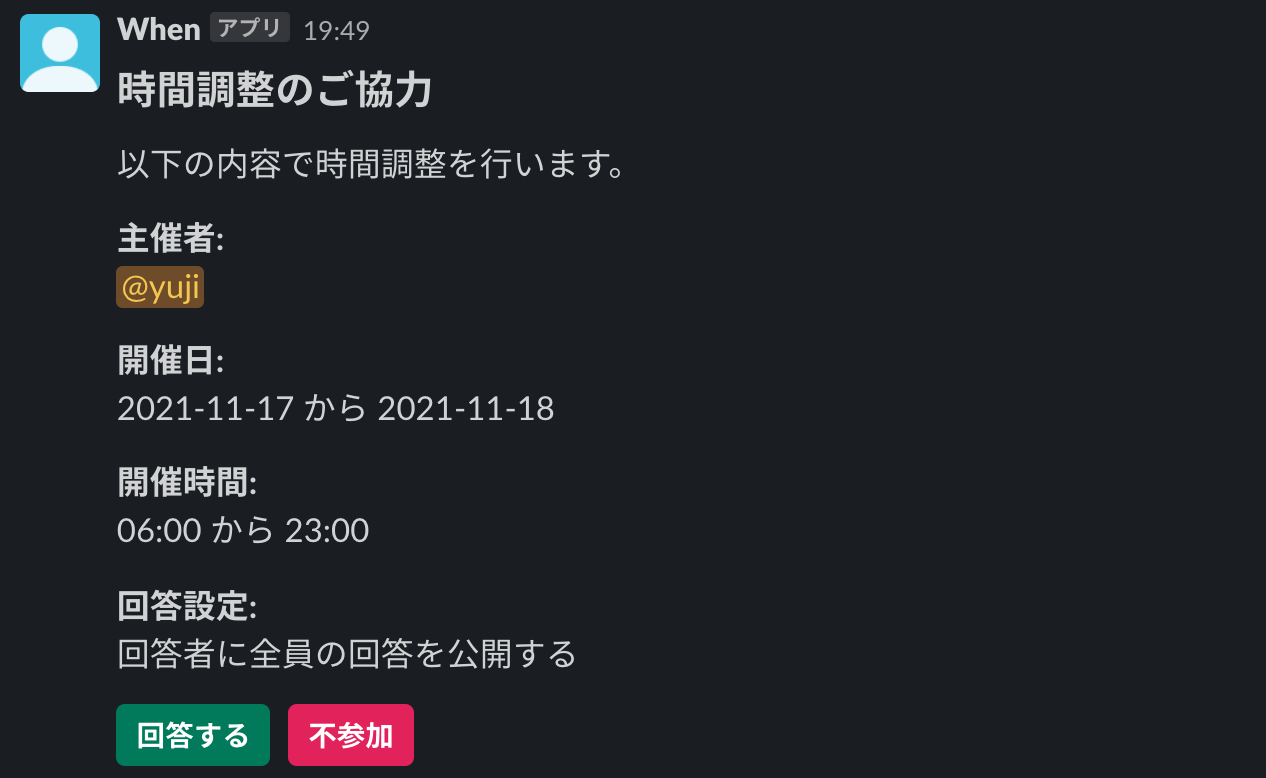 When アプリ 19:49
時間調整のご協力
以下の内容で時間調整を行います。
主催者:
@yuji
開催日:
2021-11-17 から 2021-11-18
開催時間:
06:00 から 23:00
回答設定:
回答者に全員の回答を公開する
回答する 不参加